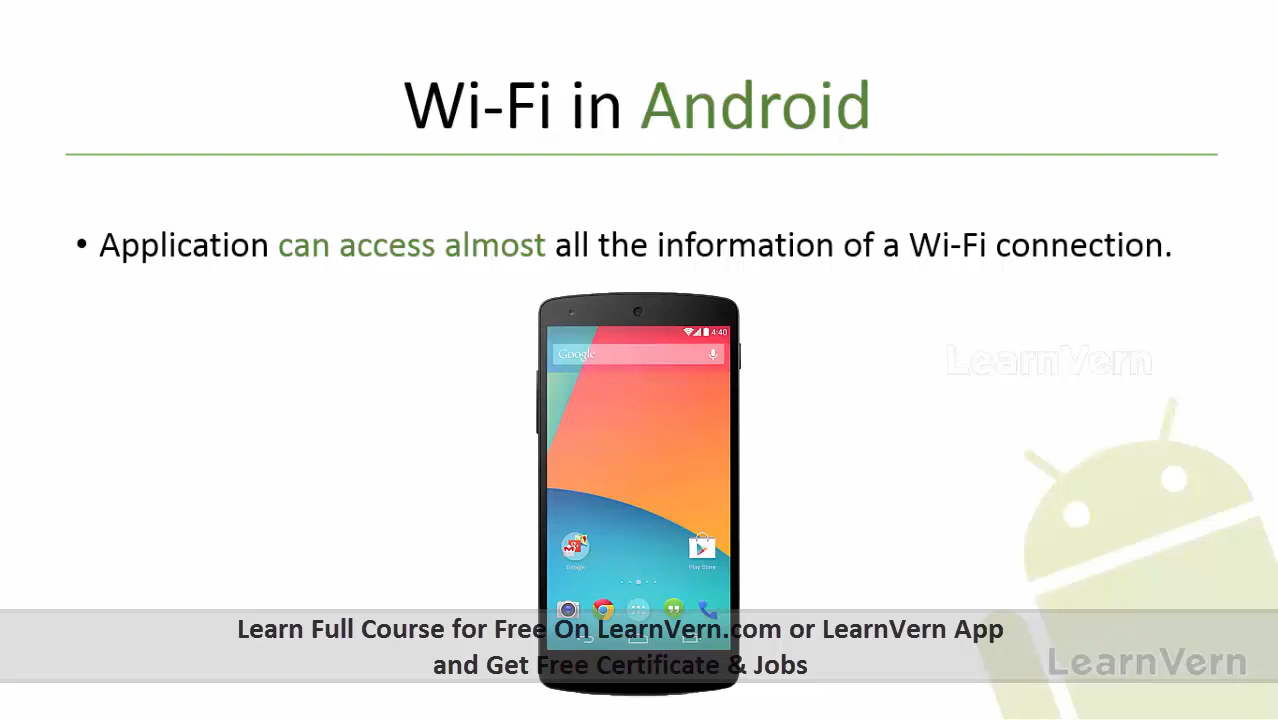 Wi-Fi in Android
• Application can access almost all the information of a Wi-Fi connection.
4:40
Google
LearnVern
Google
Play Store
Learn Full Course for Free On LearnVern.com or LearnVern App
and Get Free Certificate & Jobs
LearnVern